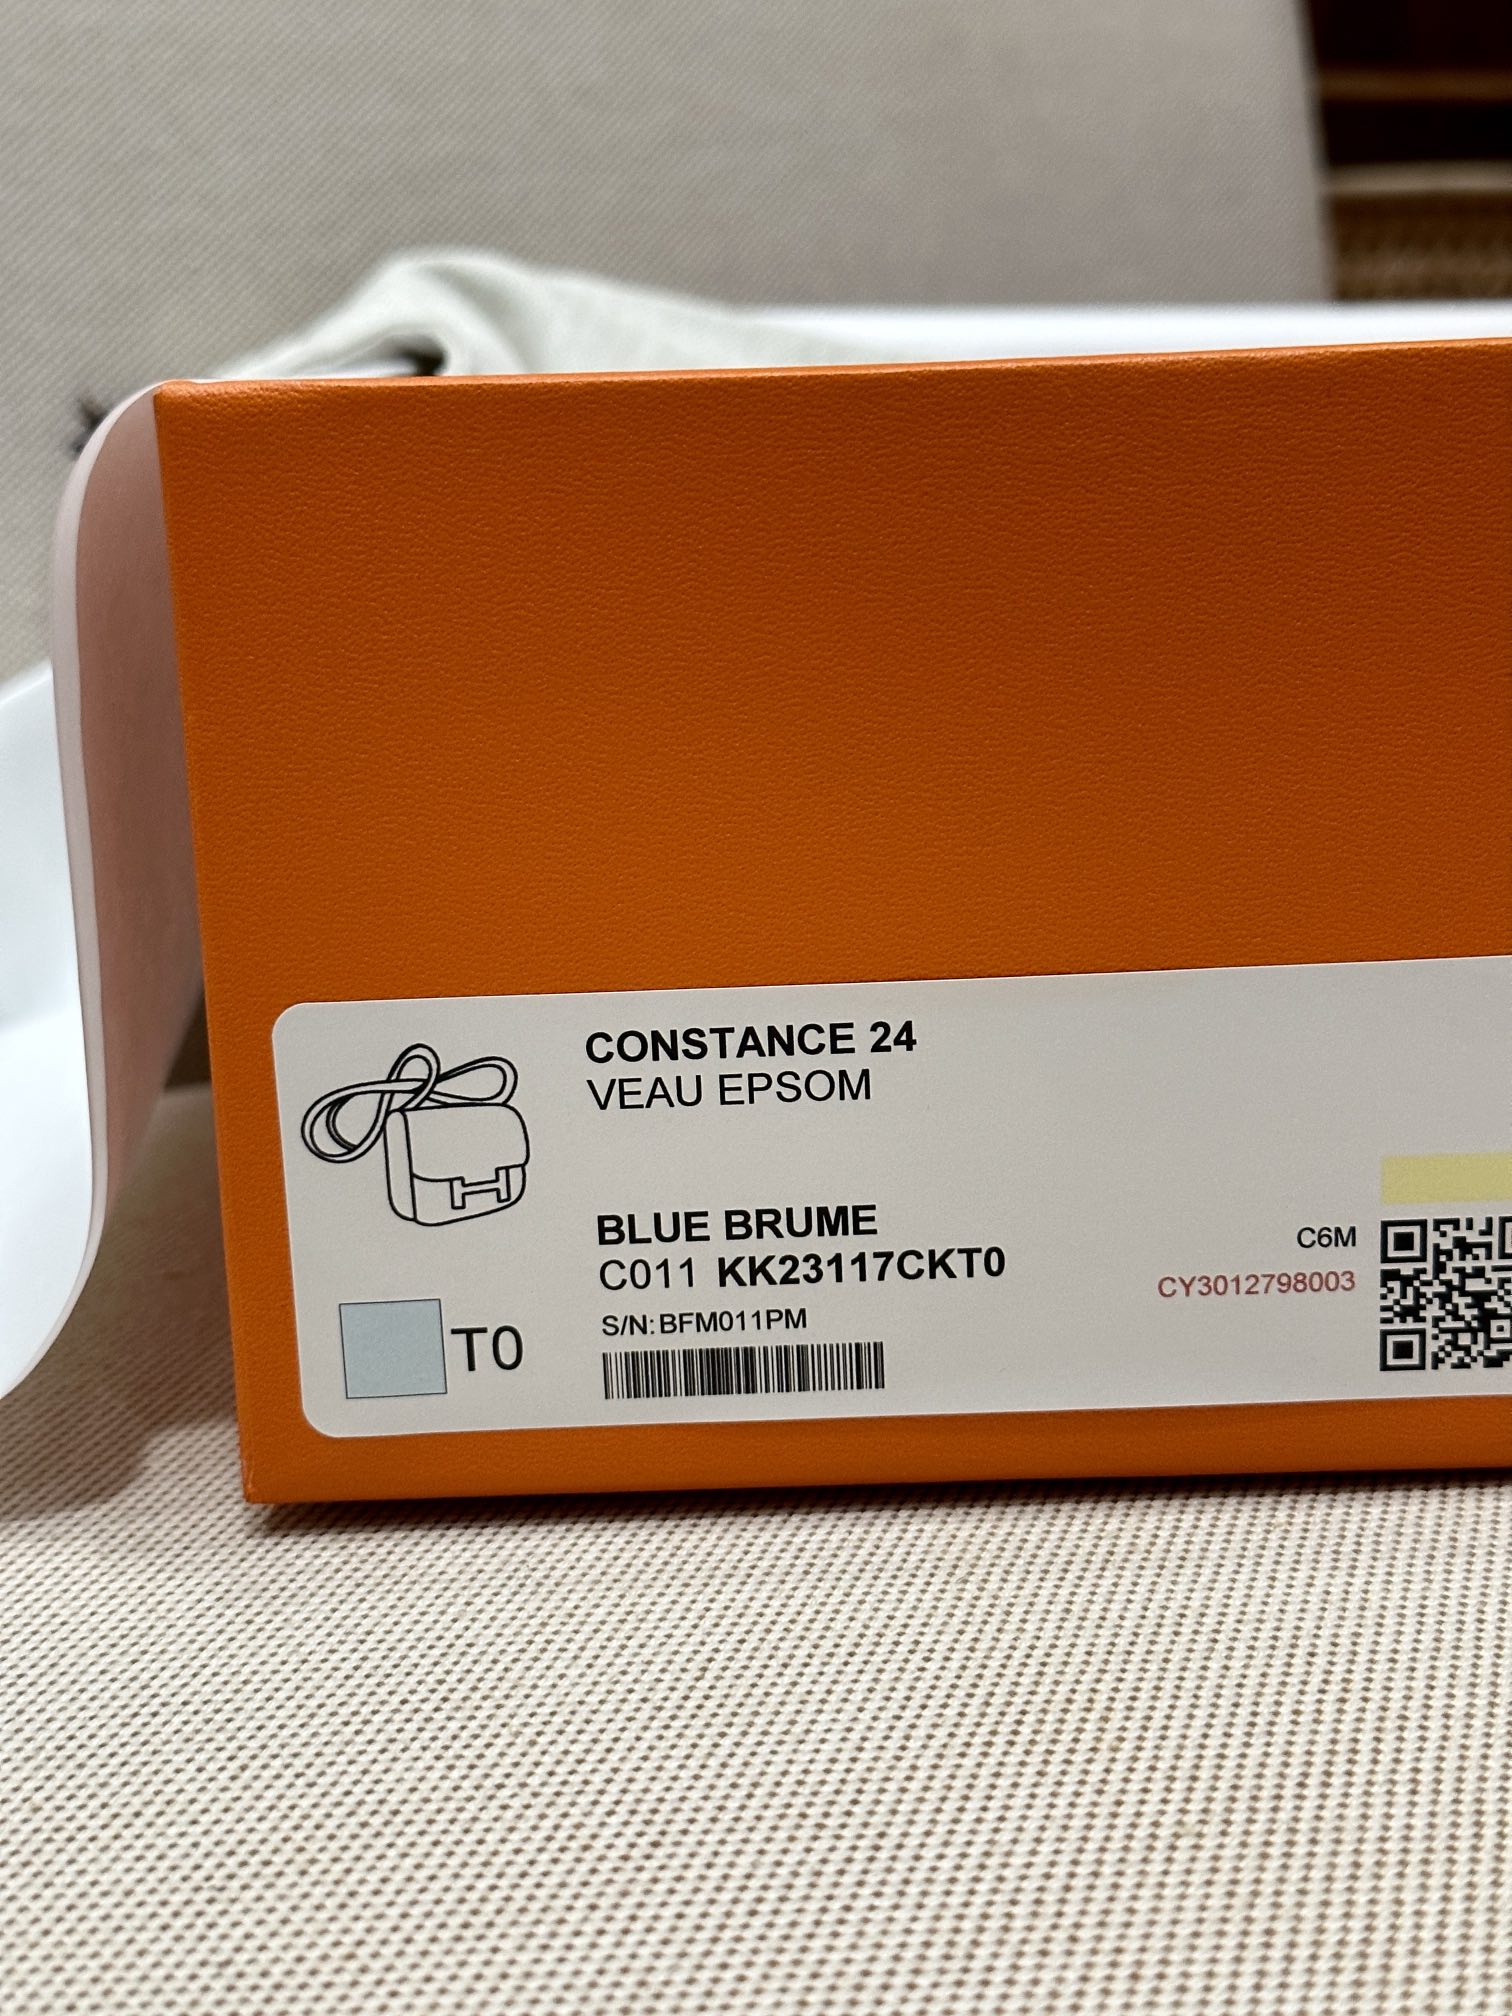 CONSTANCE 24
VEAU EPSOM
BLUE BRUME
C011 KK23117CKT0
S/N:BFM011PM
T0
C6M
CY3012798003